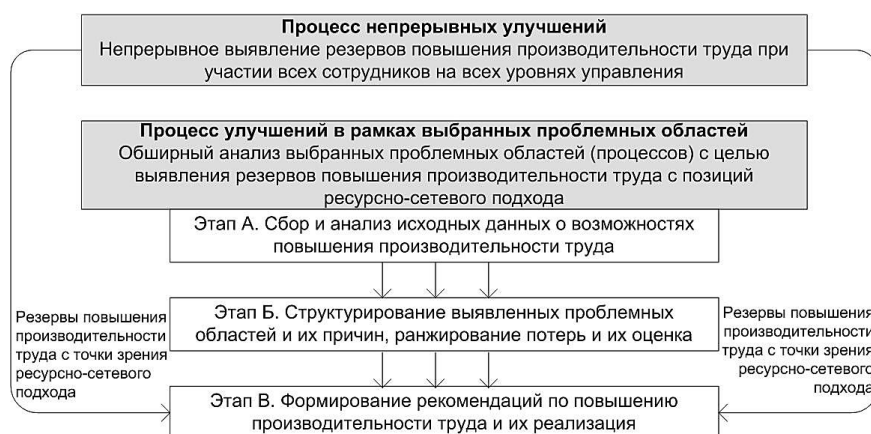 Процесс непрерывных улучшений
Непрерывное выявление резервов повышения производительности труда при
участии всех сотрудников на всех уровнях управления
Процесс улучшений в рамках выбранных проблемных областей
Обширный анализ выбранных проблемных областей (процессов) с целью
выявления резервов повышения производительности труда с позиций
ресурсно-сетевого подхода
Этап А. Сбор и анализ исходных данных о возможностях
повышения производительности труда
Этап Б. Структурирование выявленных проблемных
областей и их причин, ранжирование потерь и их оценка
Резервы повышения
производительности
труда с точки зрения
ресурсно-сетевого
подхода
Резервы повышения
производительности
труда с точки зрения
ресурсно-сетевого
подхода
Этап В. Формирование рекомендаций по повышению
производительности труда и их реализация